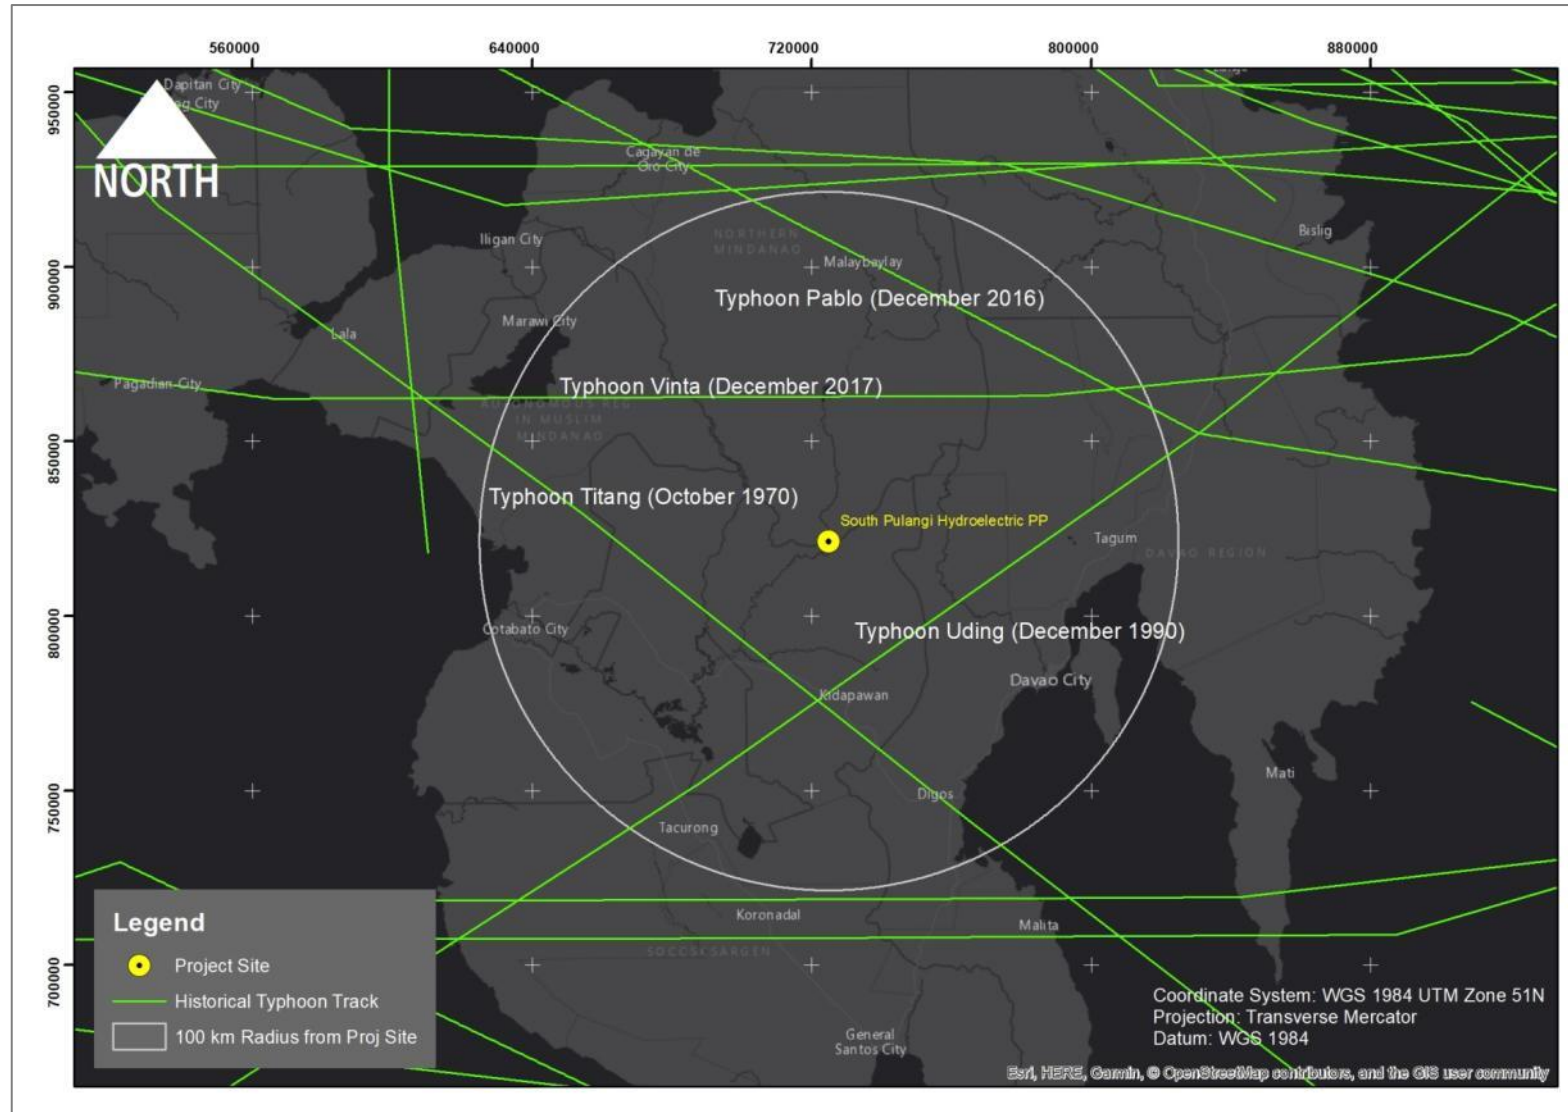 560000 640000 720000 800000 880000
950000
900000
850000
800000
750000
700000
NORTH
Dapitan City
Cagayan de
Oro City
Iligan City
NORTHERN
MINDANAO
Malaybaylay
Bislig
Typhoon Pablo (December 2016)
Marawi City
Lala
Pagadian City
Typhoon Vinta (December 2017)
IN MUSLIM
MINDANAO
Typhoon Titang (October 1970)
South Pulangi Hydroelectric PP
Tagum
DAVAO REGION
Cotabato City
Typhoon Uding (December 1990)
Davao City
Kidapawan
Mati
Digos
Tacurong
Koronadal
Malita
SOCCSKSARGEN
General
Santos City
Legend
Project Site
Historical Typhoon Track
100 km Radius from Proj Site
Coordinate System: WGS 1984 UTM Zone 51N
Projection: Transverse Mercator
Datum: WGS 1984
Esri, HERE, Garmin, © OpenStreetMap contributors, and the GIS user community